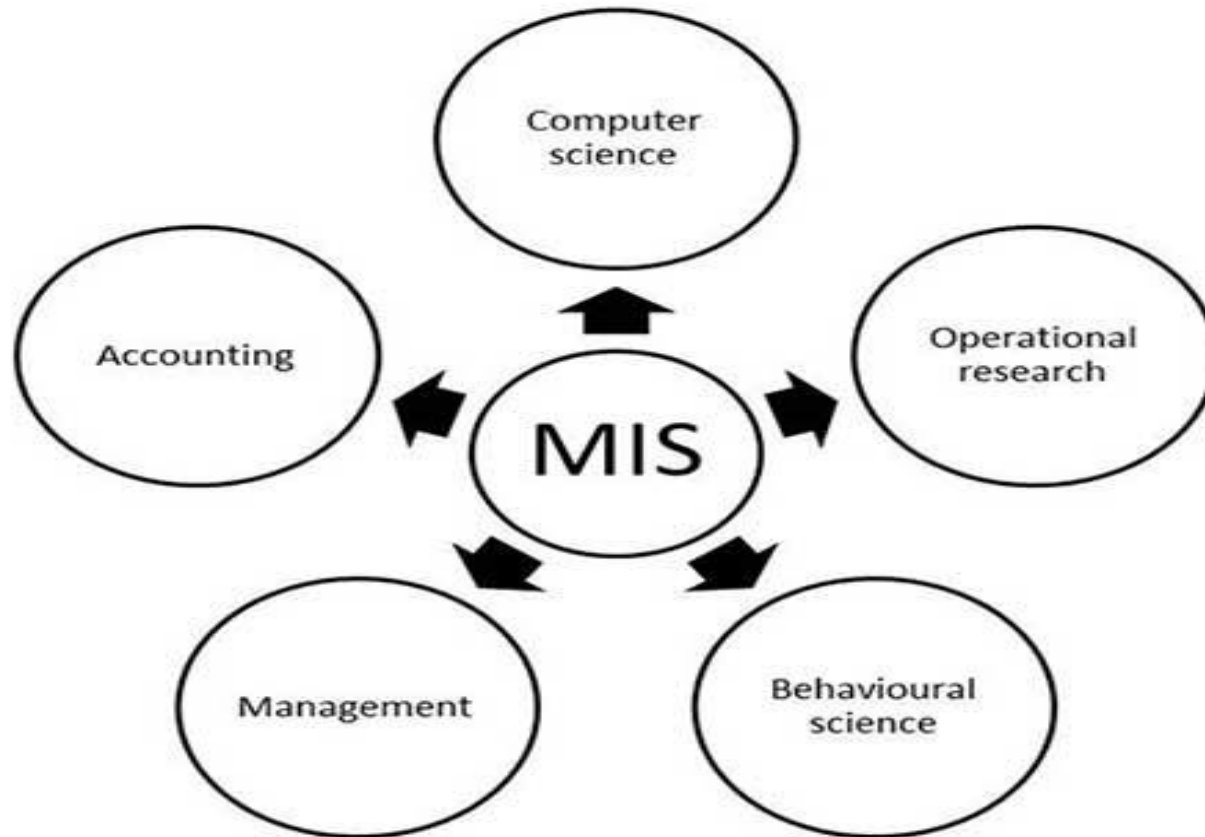 Computer
science
Accounting
Operational
research
MIS
Management
Behavioural
science